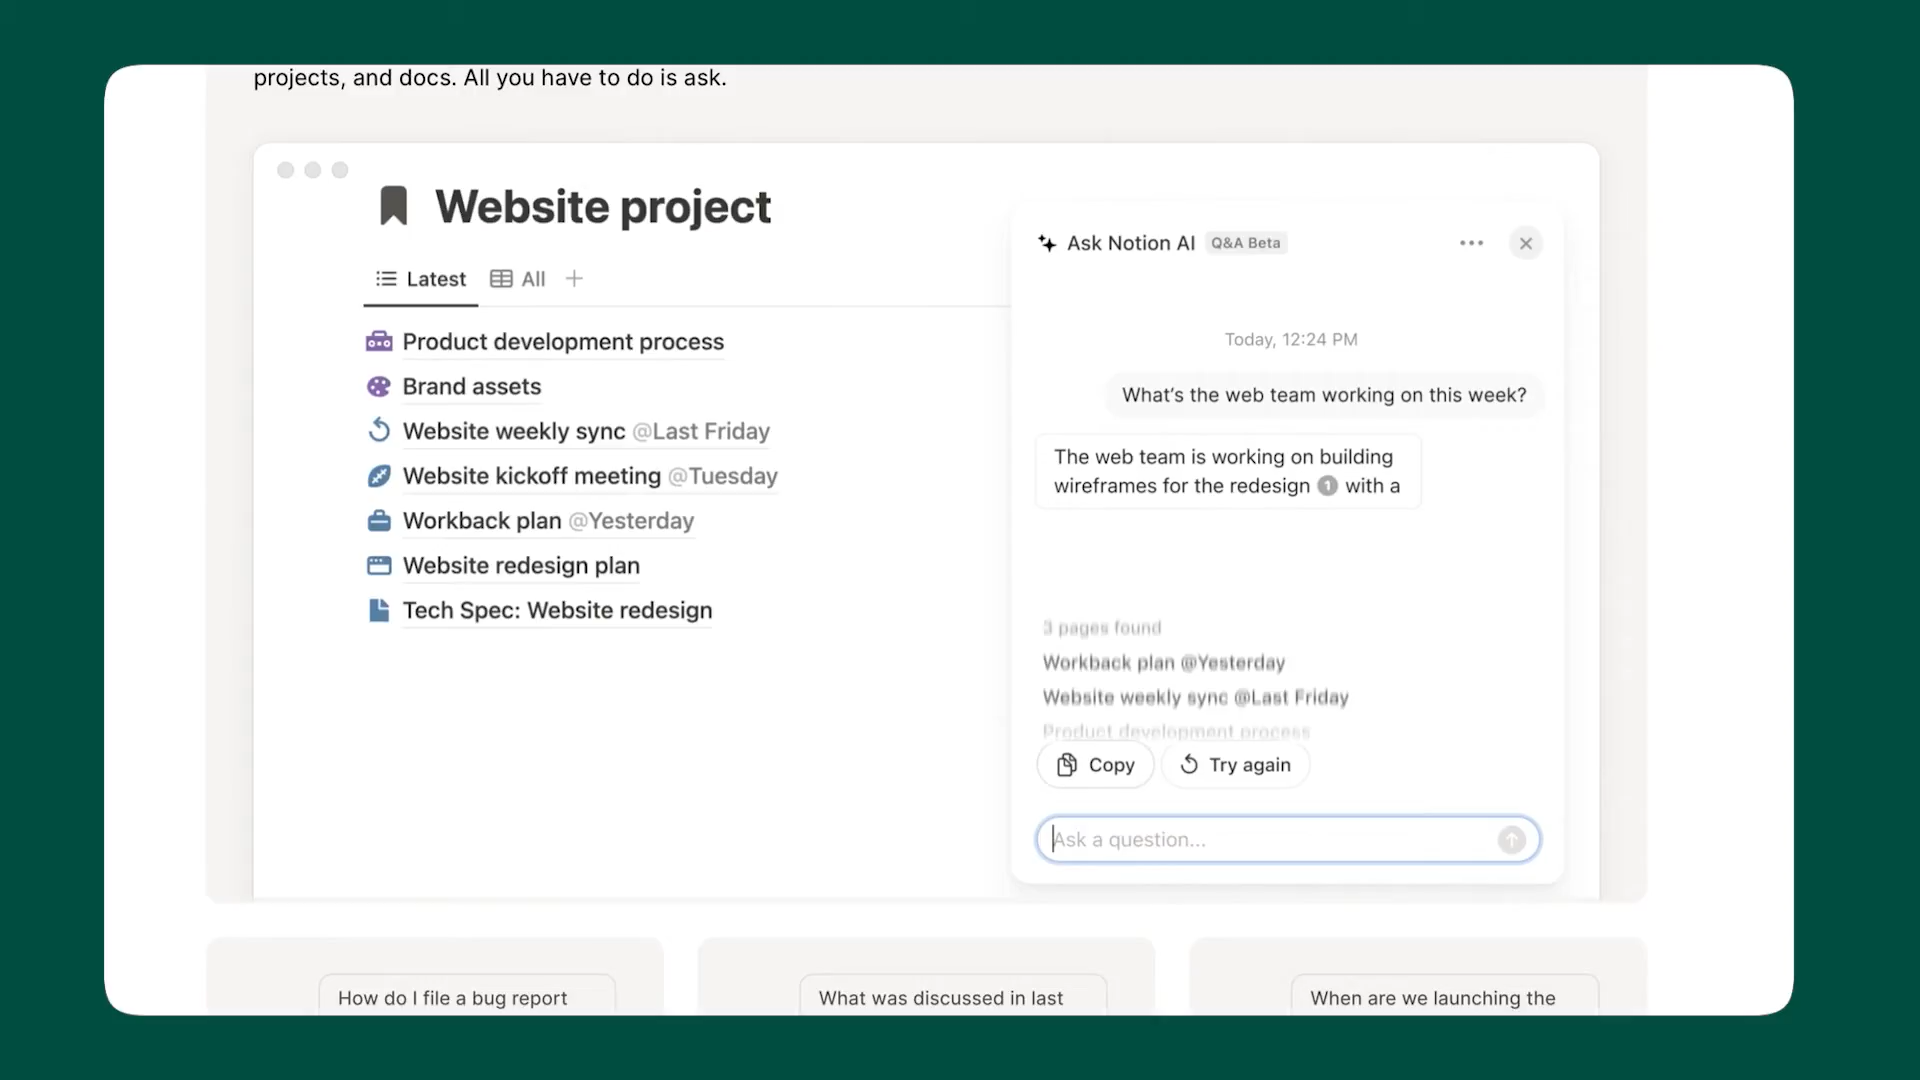 projects, and docs. All you have to do is ask.
Website project
Latest
All
Product development process
Brand assets
Website weekly sync @Last Friday
Website kickoff meeting @Tuesday
Workback plan @Yesterday
Website redesign plan
Tech Spec: Website redesign
Ask Notion AI Q&A Beta
Today, 12:24 PM
What's the web team working on this week?
The web team is working on building
wireframes for the redesign 1 with a
3 pages found
Workback plan @Yesterday
Website weekly sync @Last Friday
Product development process
Copy
Try again
Ask a question...
How do I file a bug report
What was discussed in last
When are we launching the